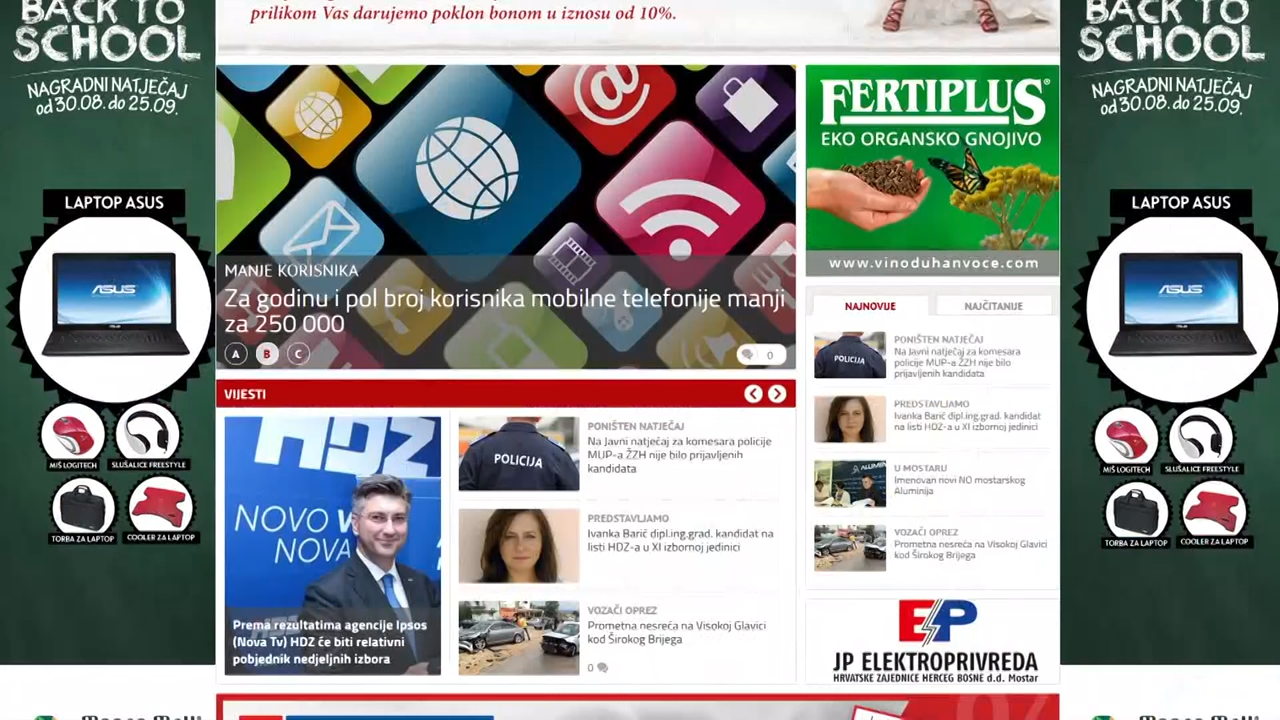 BACK TO
SCHOOL
NAGRADNI NATJEČAJ
od 30.08. do 25.09.
LAPTOP ASUS
ASUS
MIŠ LOGITECH
SLUŠALICE FREESTYLE
TORBA ZA LAPTOP
COOLER ZA LAPTOP
prilikom Vas darujemo poklon bonom u iznosu od 10%.
MANJE KORISNIKA
Za godinu i pol broj korisnika mobilne telefonije manji
za 250 000
A B C
0
VIJESTI
HDZ
NOVO
NOVA
Prema rezultatima agencije Ipsos
(Nova Tv) HDZ će biti relativni
pobjednik nedjeljnih izbora
POLICIJA
PONIŠTEN NATJEČAJ
Na Javni natječaj za komesara policije
MUP-a ŽZH nije bilo prijavljenih
kandidata
PREDSTAVLJAMO
Ivanka Barić dipl.ing.grad. kandidat na
listi HDZ-a u XI izbornoj jedinici
VOZAČI OPREZ
Prometna nesreća na Visokoj Glavici
kod Širokog Brijega
0
FERTIPLUS®
EKO ORGANSKO GNOJIVO
www.vinoduhanvoce.com
NAJNOVIJE
NAJČITANIJE
POLICIJA
PONIŠTEN NATJEČAJ
Na Javni natječaj za komesara
policije MUP-a ŽZH nije bilo
prijavljenih kandidata
PREDSTAVLJAMO
Ivanka Barić dipl.ing.grad. kandidat
na listi HDZ-a u XI izbornoj jedinici
U MOSTARU
Imenovan novi NO mostarskog
Aluminija
VOZAČI OPREZ
Prometna nesreća na Visokoj Glavici
kod Širokog Brijega
EP
JP ELEKTROPRIVREDA
HRVATSKE ZAJEDNICE HERCEG BOSNE d.d. Mostar
BACK TO
SCHOOL
NAGRADNI NATJEČAJ
od 30.08. do 25.09.
LAPTOP ASUS
ASUS
MIŠ LOGITECH
SLUŠALICE FREESTYLE
TORBA ZA LAPTOP
COOLER ZA LAPTOP